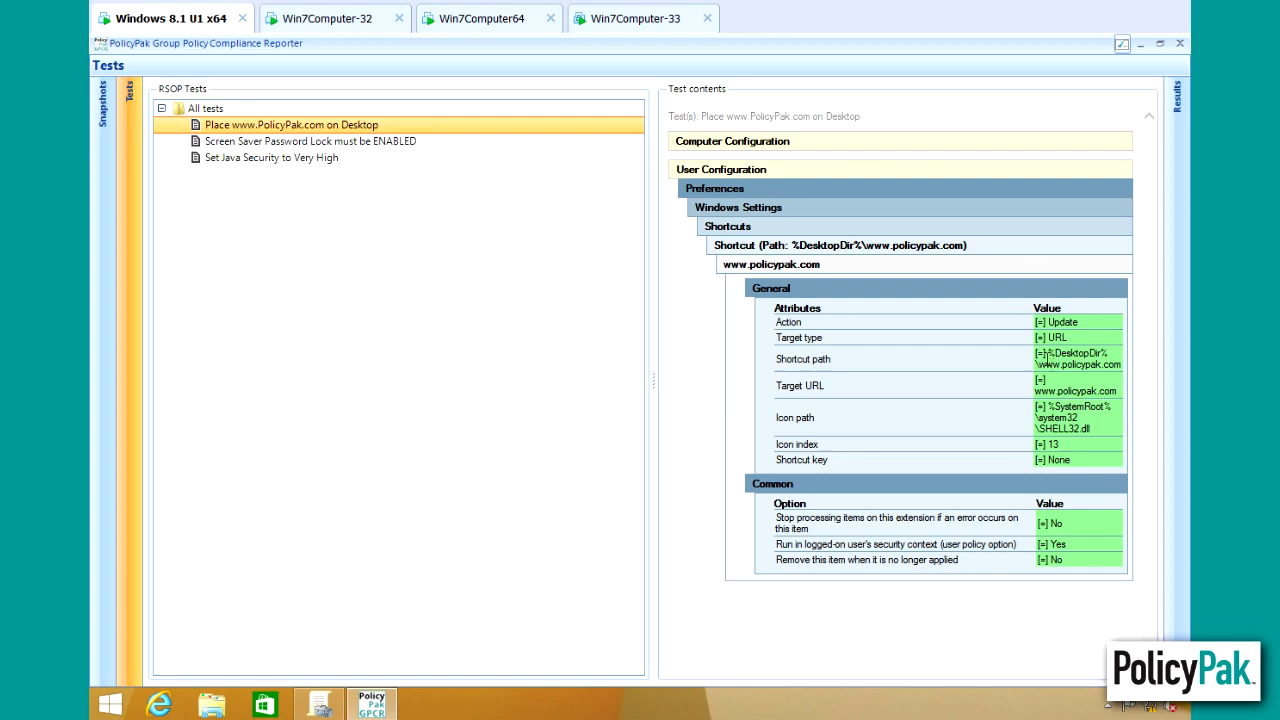 Windows 8.1 U1 x64
Win7Computer-32
Win7Computer64
Win7Computer-33
PolicyPak Group Policy Compliance Reporter
Tests
Snapshots
Tests
RSOP Tests
All tests
Place www.PolicyPak.com on Desktop
Screen Saver Password Lock must be ENABLED
Set Java Security to Very High
Test contents
Test(s): Place www.PolicyPak.com on Desktop
Computer Configuration
User Configuration
Preferences
Windows Settings
Shortcuts
Shortcut (Path: %DesktopDir%\www.policypak.com)
www.policypak.com
General
Attributes Value
Action [=] Update
Target type [=] URL
Shortcut path [=] %DesktopDir%
\www.policypak.com
Target URL [=]
www.policypak.com
Icon path [=] %SystemRoot%
\system32
\SHELL32.dll
Icon index [=] 13
Shortcut key [=] None
Common
Option Value
Stop processing items on this extension if an error occurs on
this item [=] No
Run in logged-on user's security context (user policy option) [=] Yes
Remove this item when it is no longer applied [=] No
Results
Policy
Pak
GPCR
PolicyPak